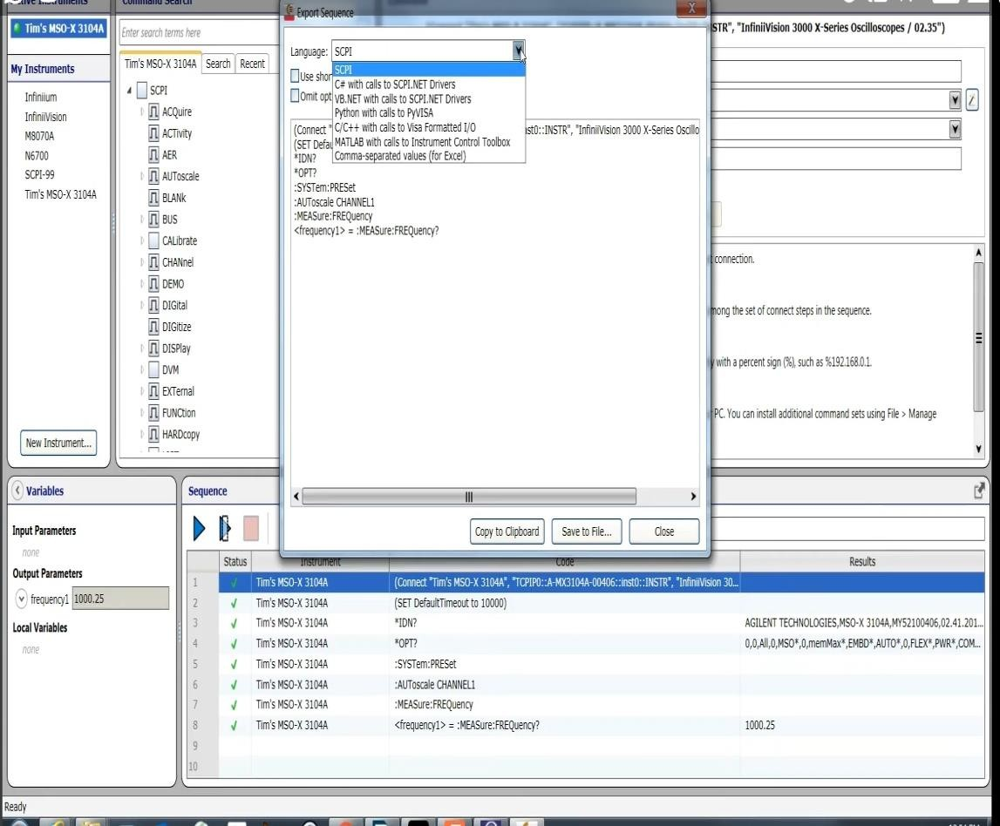 Instruments
Command Search
Export Sequence
X
Tim's MSO-X 3104A
Enter search terms here
Language: SCPI
STR", "InfiniiVision 3000 X-Series Oscilloscopes / 02.35")
My Instruments
Tim's MSO-X 3104A
Search
Recent
SCPI
C# with calls to SCPI.NET Drivers
VB.NET with calls to SCPI.NET Drivers
Python with calls to PyVISA
C/C++ with calls to Visa Formatted I/O
MATLAB with calls to Instrument Control Toolbox
Comma-separated values (for Excel)
Use shor
Omit opt
Infiniium
InfiniiVision
M8070A
N6700
SCPI-99
Tim's MSO-X 3104A
New Instrument...
SCPI
ACQuire
ACTivity
AER
AUToscale
BLANk
BUS
CALibrate
CHANnel
DEMO
DIGital
DIGitize
DISPlay
DVM
EXTernal
FUNCtion
HARDcopy
(Connect " nst0::INSTR", "InfiniiVision 3000 X-Series Oscillo
(SET Defau
*IDN?
*OPT?
:SYSTem:PRESet
:AUToscale CHANNEL1
:MEASure:FREQuency
<frequency1> = :MEASure:FREQuency?
Copy to Clipboard
Save to File...
Close
connection.
mong the set of connect steps in the sequence.
y with a percent sign (%), such as %192.168.0.1.
PC. You can install additional command sets using File > Manage
Variables
Input Parameters
none
Output Parameters
frequency1 1000.25
Local Variables
none
Sequence
Status Instrument Code Results
1 Tim's MSO-X 3104A (Connect "Tim's MSO-X 3104A", "TCPIP0::A-MX3104A-00406::inst0::INSTR", "InfiniiVision 30...
2 Tim's MSO-X 3104A (SET DefaultTimeout to 10000)
3 Tim's MSO-X 3104A *IDN? AGILENT TECHNOLOGIES,MSO-X 3104A,MY52100406,02.41.201...
4 Tim's MSO-X 3104A *OPT? 0,0,All,0,MSO*,0,memMax*,EMBD*,AUTO*,0,FLEX*,PWR*,COM...
5 Tim's MSO-X 3104A :SYSTem:PRESet
6 Tim's MSO-X 3104A :AUToscale CHANNEL1
7 Tim's MSO-X 3104A :MEASure:FREQuency
8 Tim's MSO-X 3104A <frequency1> = :MEASure:FREQuency? 1000.25
9
10
Ready